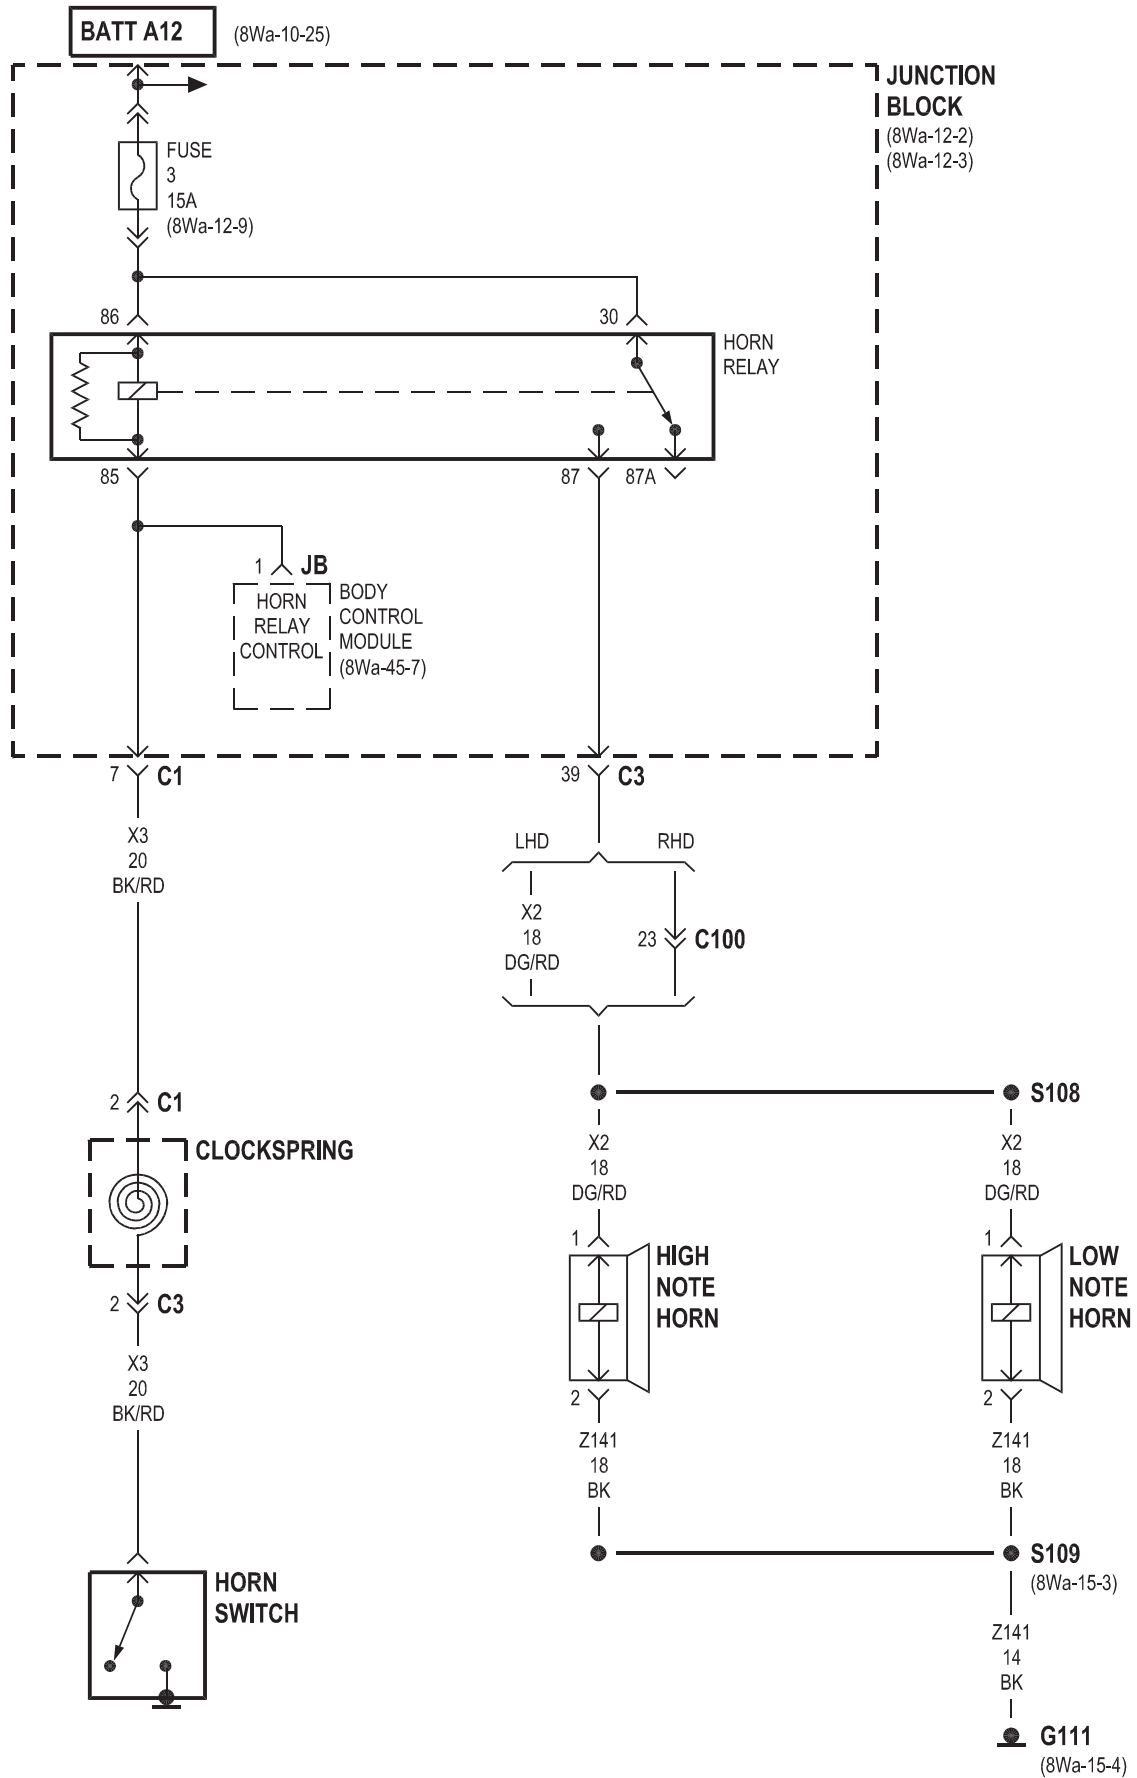 BATT A12
(8Wa-10-25)
JUNCTION
BLOCK
(8Wa-12-2)
(8Wa-12-3)
FUSE
3
15A
(8Wa-12-9)
86
30
HORN
RELAY
85
87
87A
1
JB
HORN
RELAY
CONTROL
BODY
CONTROL
MODULE
(8Wa-45-7)
7
C1
39
C3
X3
20
BK/RD
LHD
RHD
X2
18
DG/RD
23
C100
2
C1
S108
CLOCKSPRING
X2
18
DG/RD
X2
18
DG/RD
1
HIGH
NOTE
HORN
1
LOW
NOTE
HORN
2
C3
X3
20
BK/RD
2
2
Z141
18
BK
Z141
18
BK
S109
(8Wa-15-3)
HORN
SWITCH
Z141
14
BK
G111
(8Wa-15-4)